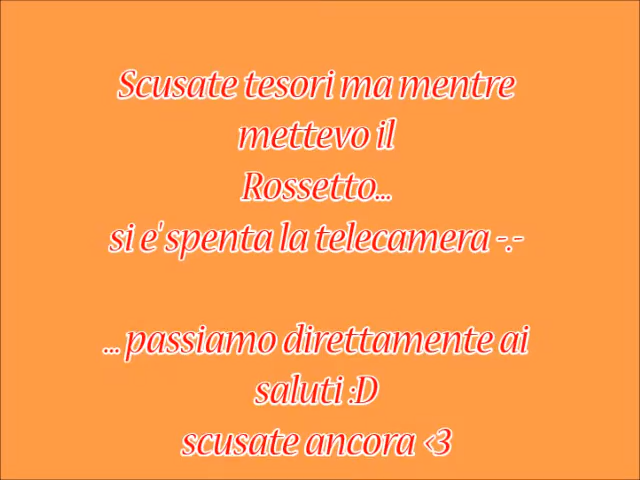 Scusate tesori ma mentre
mettevo il
Rossetto...
si e' spenta la telecamera -.-
... passiamo direttamente ai
saluti :D
scusate ancora <3